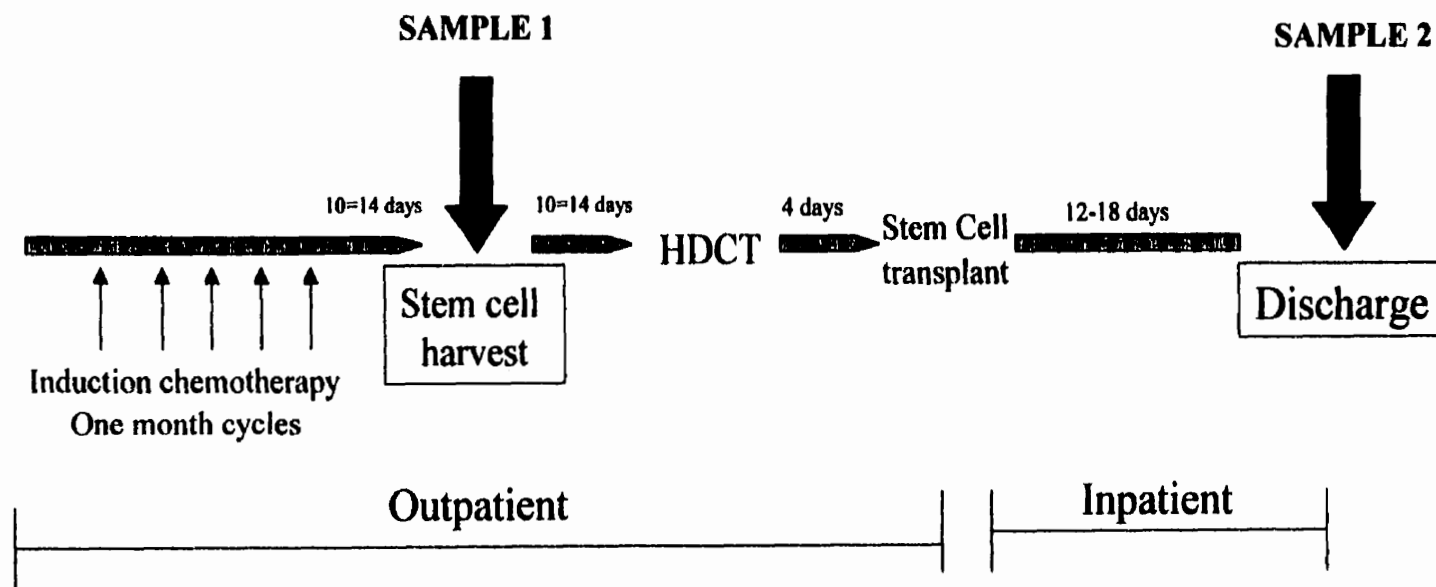 SAMPLE 1
SAMPLE 2
10=14 days
10=14 days
4 days
12-18 days
HDCT
Stem Cell
transplant
Stem cell
harvest
Discharge
Induction chemotherapy
One month cycles
Outpatient
Inpatient